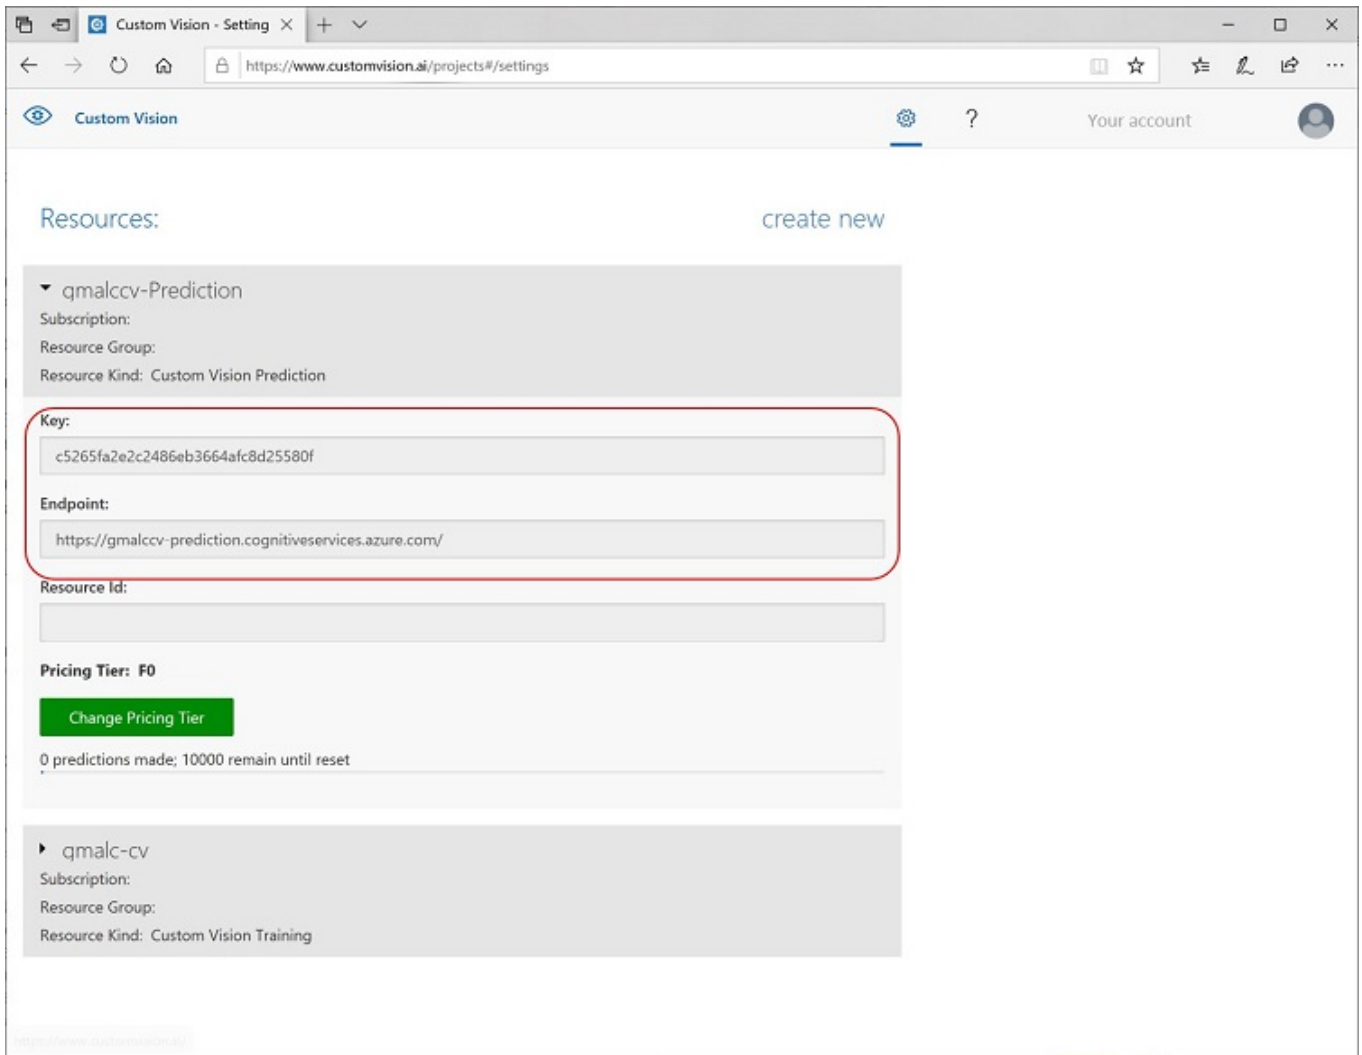 Custom Vision - Setting
https://www.customvision.ai/projects#/settings
Custom Vision
?
Your account
Resources:
create new
gmalccv-Prediction
Subscription:
Resource Group:
Resource Kind: Custom Vision Prediction
Key:
c5265fa2e2c2486eb3664afc8d25580f
Endpoint:
https://gmalccv-prediction.cognitiveservices.azure.com/
Resource Id:
Pricing Tier: F0
Change Pricing Tier
0 predictions made; 10000 remain until reset
gmalc-cv
Subscription:
Resource Group:
Resource Kind: Custom Vision Training